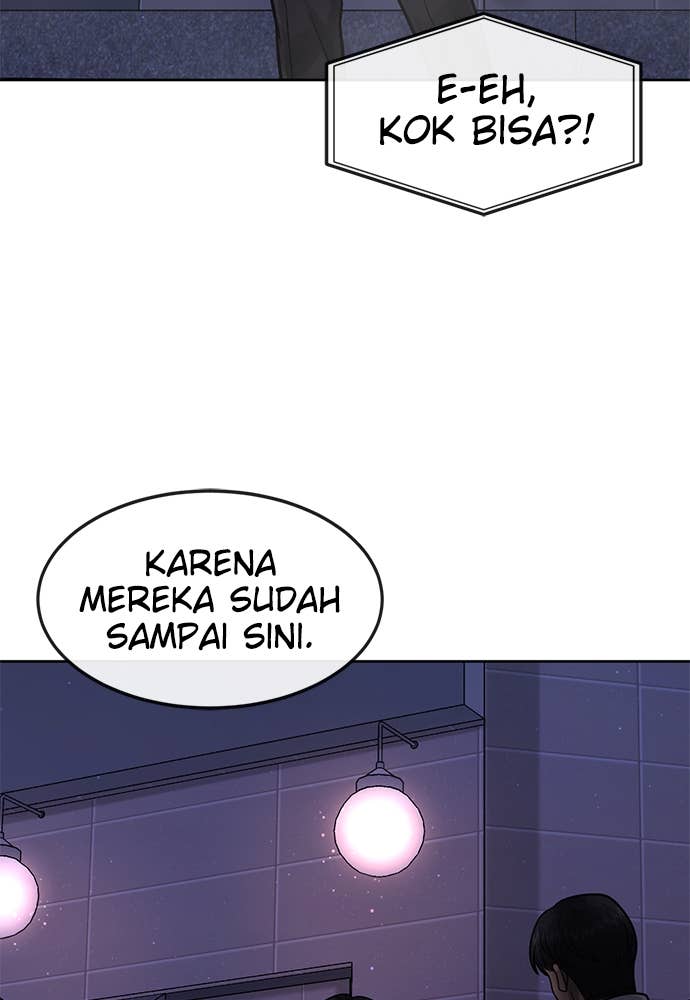 E-EH,
KOK BISA?!
KARENA
MEREKA SUDAH
SAMPAI SINI.